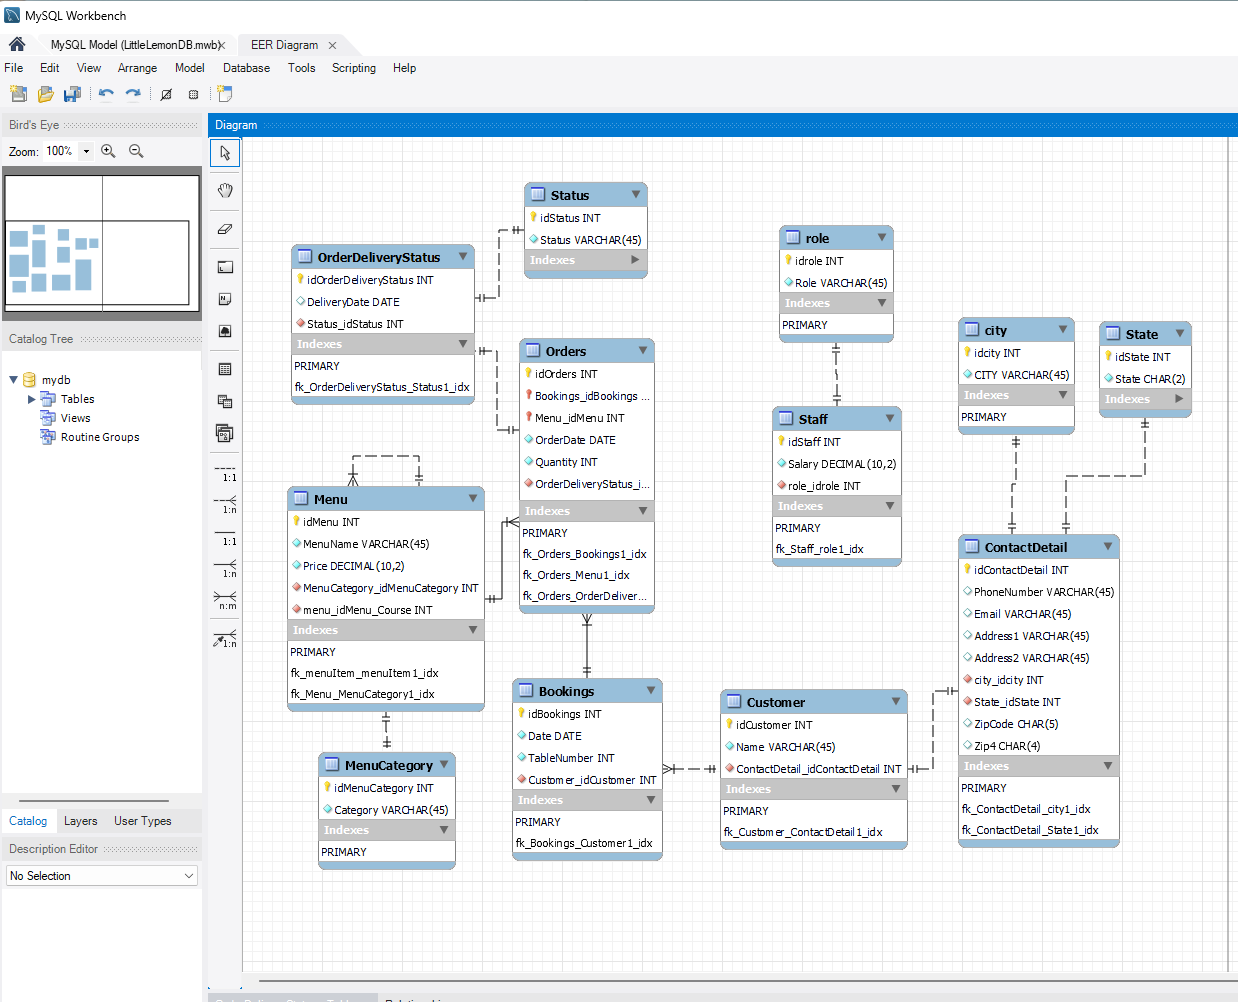 MySQL Workbench
MySQL Model (LittleLemonDB.mwb)
EER Diagram
File Edit View Arrange Model Database Tools Scripting Help
Bird's Eye
Zoom: 100%
Catalog Tree
mydb
Tables
Views
Routine Groups
Catalog Layers User Types
Description Editor
No Selection
Diagram
1:1
1:n
1:1
1:n
n:m
1:n
Status
idStatus INT
Status VARCHAR(45)
Indexes
OrderDeliveryStatus
idOrderDeliveryStatus INT
DeliveryDate DATE
Status_idStatus INT
Indexes
PRIMARY
fk_OrderDeliveryStatus_Status1_idx
role
idrole INT
Role VARCHAR(45)
Indexes
PRIMARY
Orders
idOrders INT
Bookings_idBookings ...
Menu_idMenu INT
OrderDate DATE
Quantity INT
OrderDeliveryStatus_i...
Indexes
PRIMARY
fk_Orders_Bookings1_idx
fk_Orders_Menu1_idx
fk_Orders_OrderDeliver...
city
idcity INT
CITY VARCHAR(45)
Indexes
PRIMARY
State
idState INT
State CHAR(2)
Indexes
Staff
idStaff INT
Salary DECIMAL(10,2)
role_idrole INT
Indexes
PRIMARY
fk_Staff_role1_idx
Menu
idMenu INT
MenuName VARCHAR(45)
Price DECIMAL(10,2)
MenuCategory_idMenuCategory INT
menu_idMenu_Course INT
Indexes
PRIMARY
fk_menuItem_menuItem1_idx
fk_Menu_MenuCategory1_idx
ContactDetail
idContactDetail INT
PhoneNumber VARCHAR(45)
Email VARCHAR(45)
Address1 VARCHAR(45)
Address2 VARCHAR(45)
city_idcity INT
State_idState INT
ZipCode CHAR(5)
Zip4 CHAR(4)
Indexes
PRIMARY
fk_ContactDetail_city1_idx
fk_ContactDetail_State1_idx
Bookings
idBookings INT
Date DATE
TableNumber INT
Customer_idCustomer INT
Indexes
PRIMARY
fk_Bookings_Customer1_idx
Customer
idCustomer INT
Name VARCHAR(45)
ContactDetail_idContactDetail INT
Indexes
PRIMARY
fk_Customer_ContactDetail1_idx
MenuCategory
idMenuCategory INT
Category VARCHAR(45)
Indexes
PRIMARY